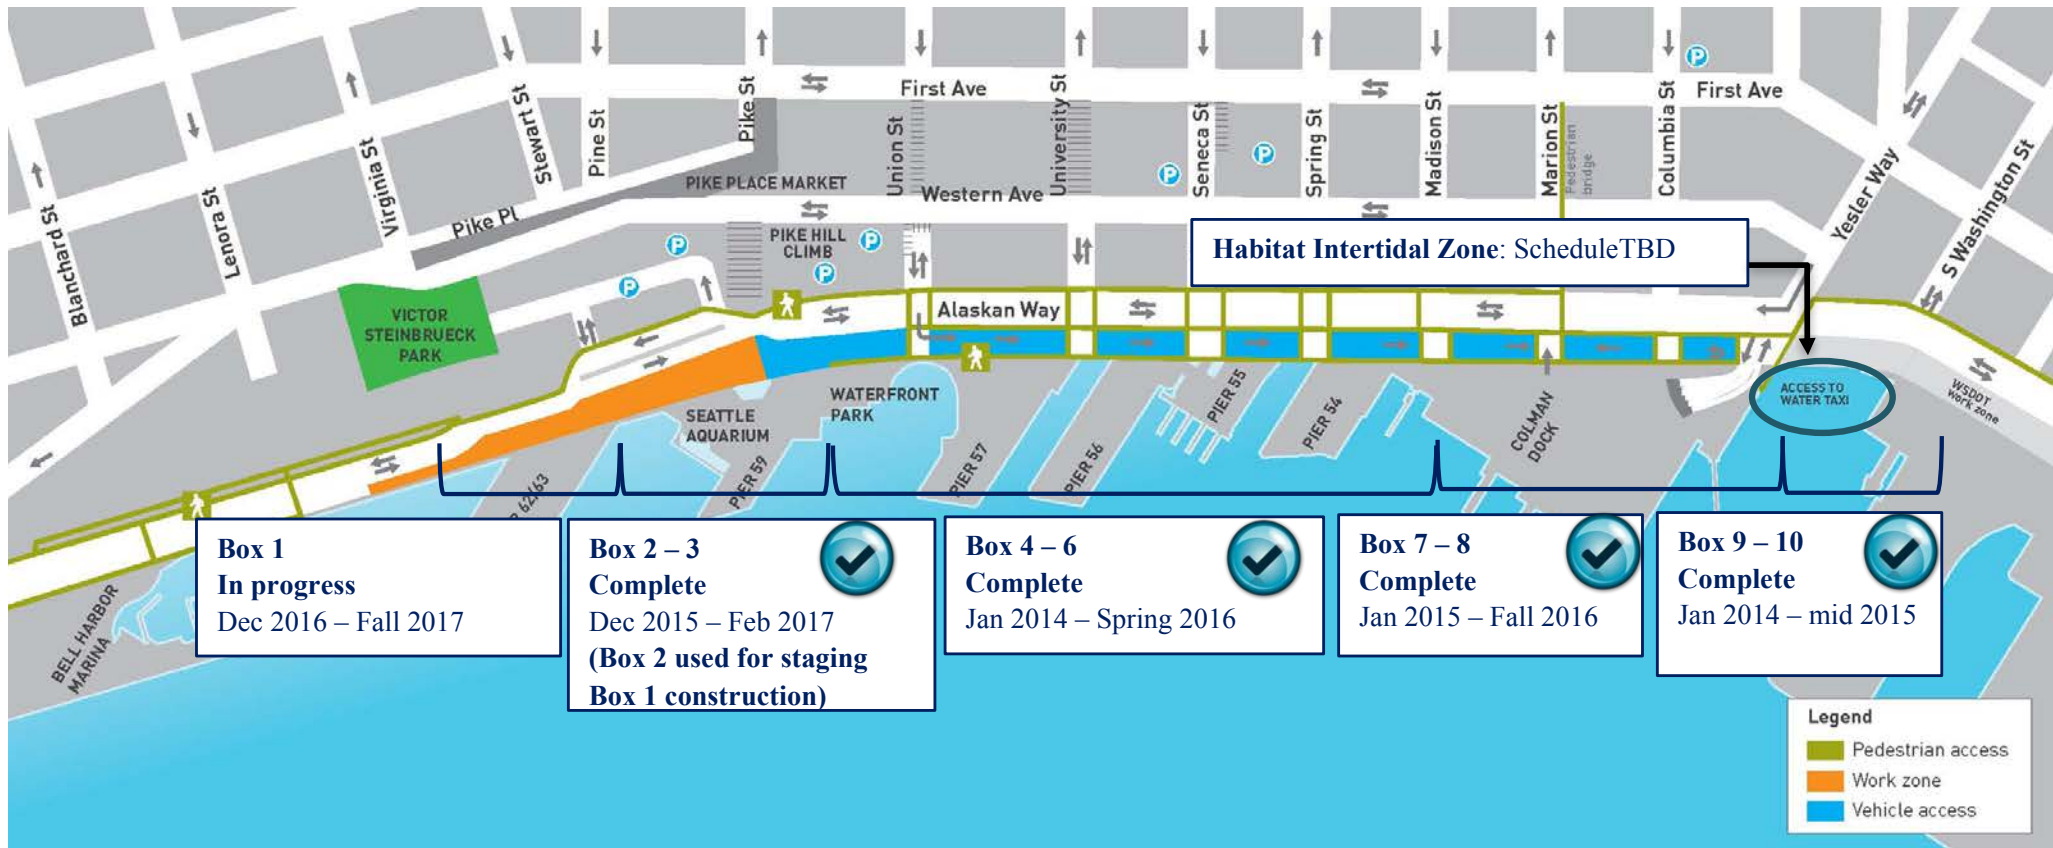 First Ave
First Ave
Western Ave
Alaskan Way
Blanchard St
Lenora St
Virginia St
Stewart St
Pine St
Pike St
Pike Pl
Union St
University St
Seneca St
Spring St
Madison St
Marion St
Pedestrian
bridge
Columbia St
Yesler Way
S Washington St
P
P
P
P
P
P
P
P
PIKE PLACE MARKET
PIKE HILL
CLIMB
VICTOR
STEINBRUECK
PARK
Habitat Intertidal Zone: ScheduleTBD
WATERFRONT
PARK
SEATTLE
AQUARIUM
62/63
PIER 59
PIER 57
PIER 56
PIER 55
PIER 54
COLMAN
DOCK
ACCESS TO
WATER TAXI
WSDOT
work zone
BELL HARBOR
MARINA
Box 1
In progress
Dec 2016 – Fall 2017
Box 2 – 3
Complete
Dec 2015 – Feb 2017
(Box 2 used for staging
Box 1 construction)
Box 4 – 6
Complete
Jan 2014 – Spring 2016
Box 7 – 8
Complete
Jan 2015 – Fall 2016
Box 9 – 10
Complete
Jan 2014 – mid 2015
Legend
Pedestrian access
Work zone
Vehicle access